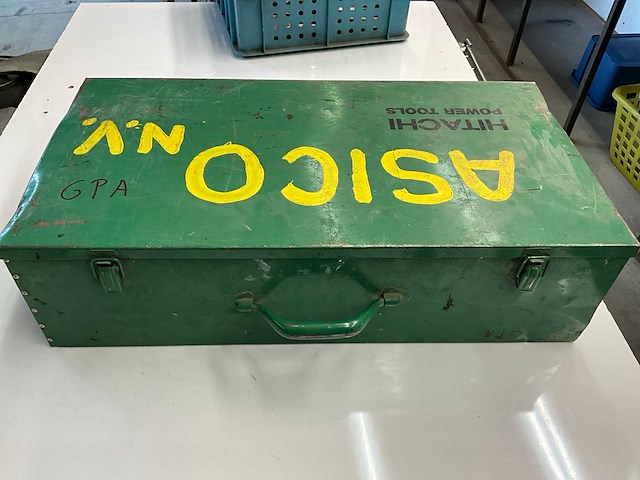 HITACHI
POWER TOOLS
ASICO
N.V.
GPA
GPA